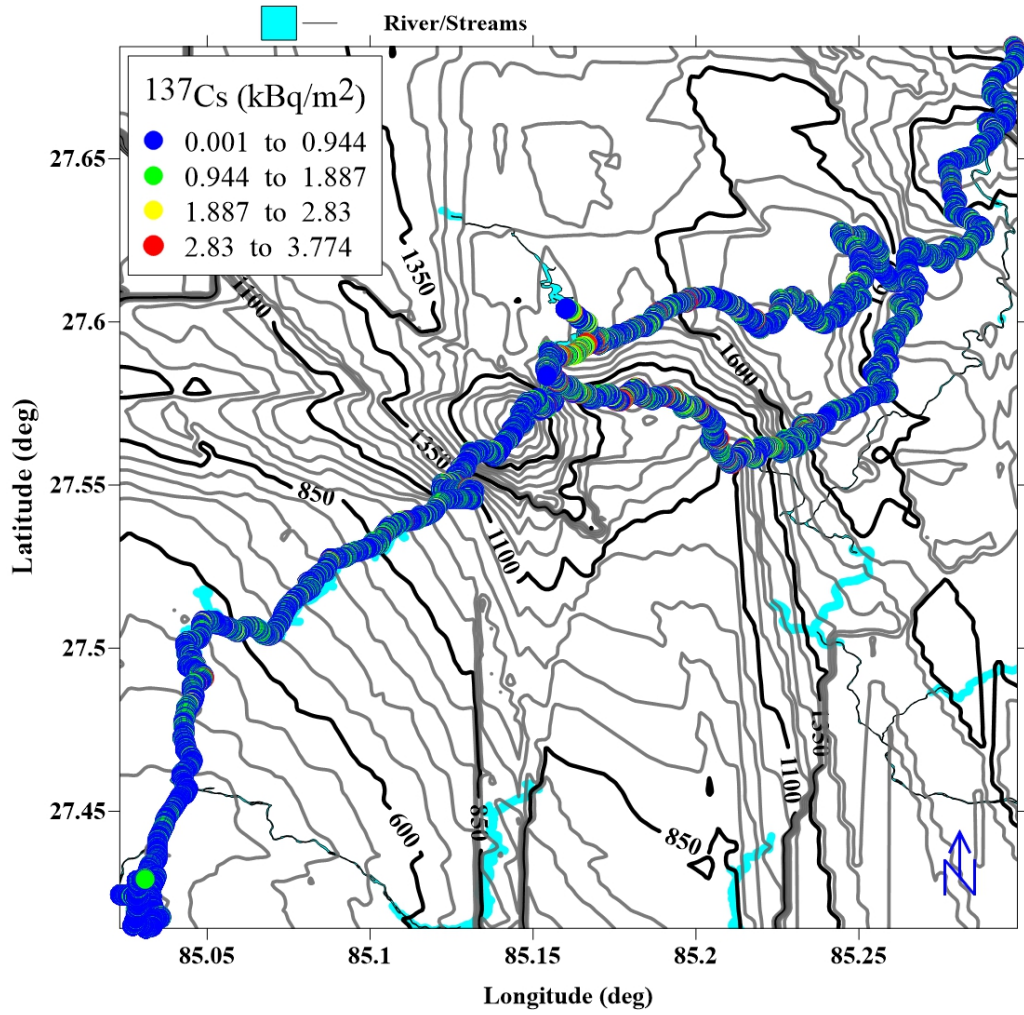 River/Streams
137Cs (kBq/m2)
0.001 to 0.944
0.944 to 1.887
1.887 to 2.83
2.83 to 3.774
27.65
27.6
27.55
27.5
27.45
Latitude (deg)
1350
1100
1600
1350
850
1100
1350
1100
600
850
850
N
85.05
85.1
85.15
85.2
85.25
Longitude (deg)